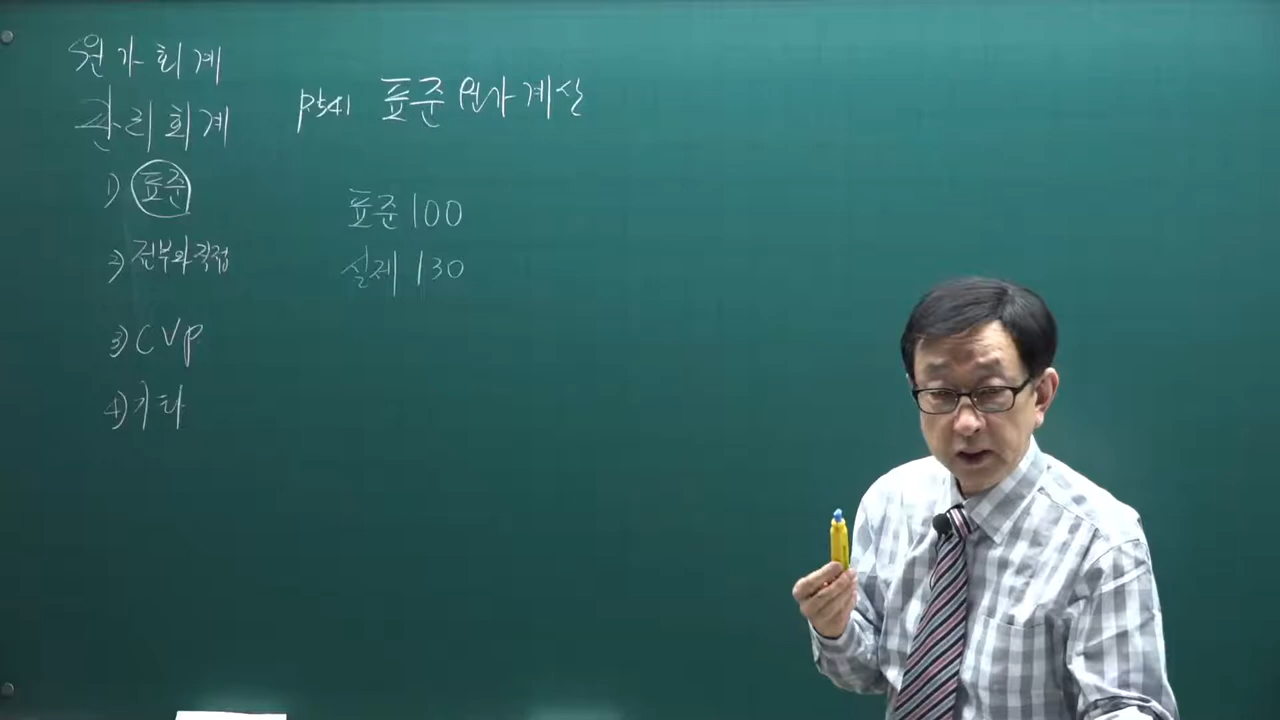 원가회계
관리회계
1) 표준
2) 전부와 직접
3) CVP
4) 기타
p.541 표준원가계산
표준 100
실제 130